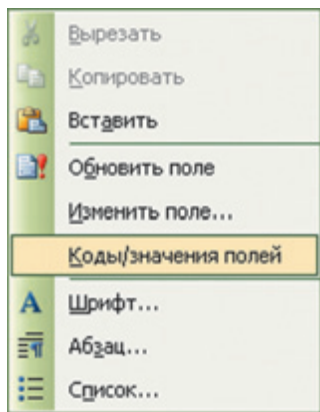 Вырезать
Копировать
Вставить
Обновить поле
Изменить поле...
Коды/значения полей
Шрифт...
Абзац...
Список...